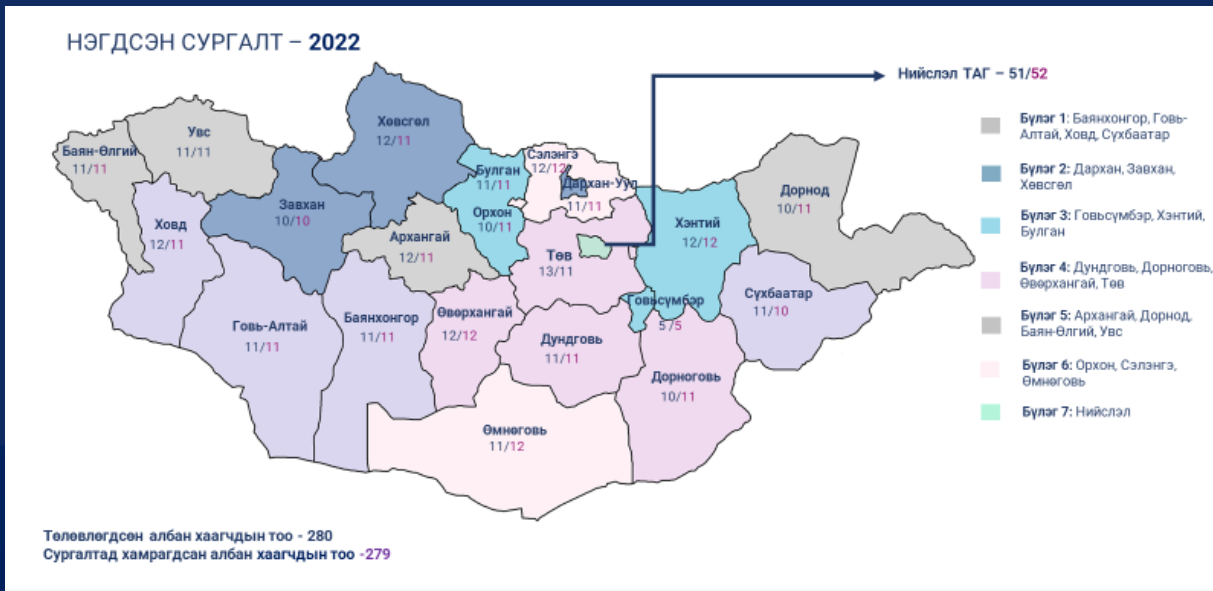 НЭГДСЭН СУРГАЛТ – 2022
Нийслэл ТАГ – 51/52
Хөвсгөл
12/11
Увс
11/11
Баян-Өлгий
11/11
Сэлэнгэ
12/12
Булган
11/11
Дархан-Уул
11/11
Дорнод
10/11
Завхан
10/10
Ховд
12/11
Орхон
10/11
Архангай
12/11
Хэнтий
12/12
Төв
13/11
Сүхбаатар
11/10
Говьсүмбэр
5/5
Говь-Алтай
11/11
Баянхонгор
11/11
Өвөрхангай
12/12
Дундговь
11/11
Дорноговь
10/11
Өмнөговь
11/12
Бүлэг 1: Баянхонгор, Говь-
Алтай, Ховд, Сүхбаатар
Бүлэг 2: Дархан, Завхан,
Хөвсгөл
Бүлэг 3: Говьсүмбэр, Хэнтий,
Булган
Бүлэг 4: Дундговь, Дорноговь,
Өвөрхангай, Төв
Бүлэг 5: Архангай, Дорнод,
Баян-Өлгий, Увс
Бүлэг 6: Орхон, Сэлэнгэ,
Өмнөговь
Бүлэг 7: Нийслэл
Төлөвлөгдсөн албан хаагчдын тоо - 280
Сургалтад хамрагдсан албан хаагчдын тоо -279